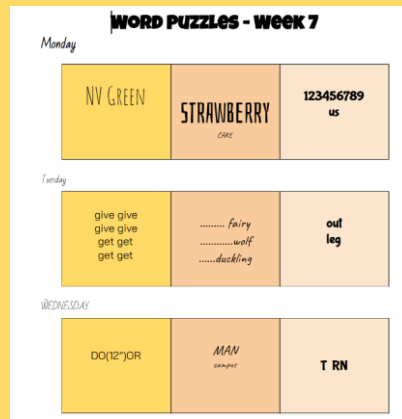 WORD PUZZLES - WEEK 7
Monday
NV GREEN
STRAWBERRY
CAKE
123456789
us
Tuesday
give give
give give
get get
get get
......... fairy
............wolf
......duckling
out
leg
WEDNESDAY
DO(12")OR
MAN
campus
T RN